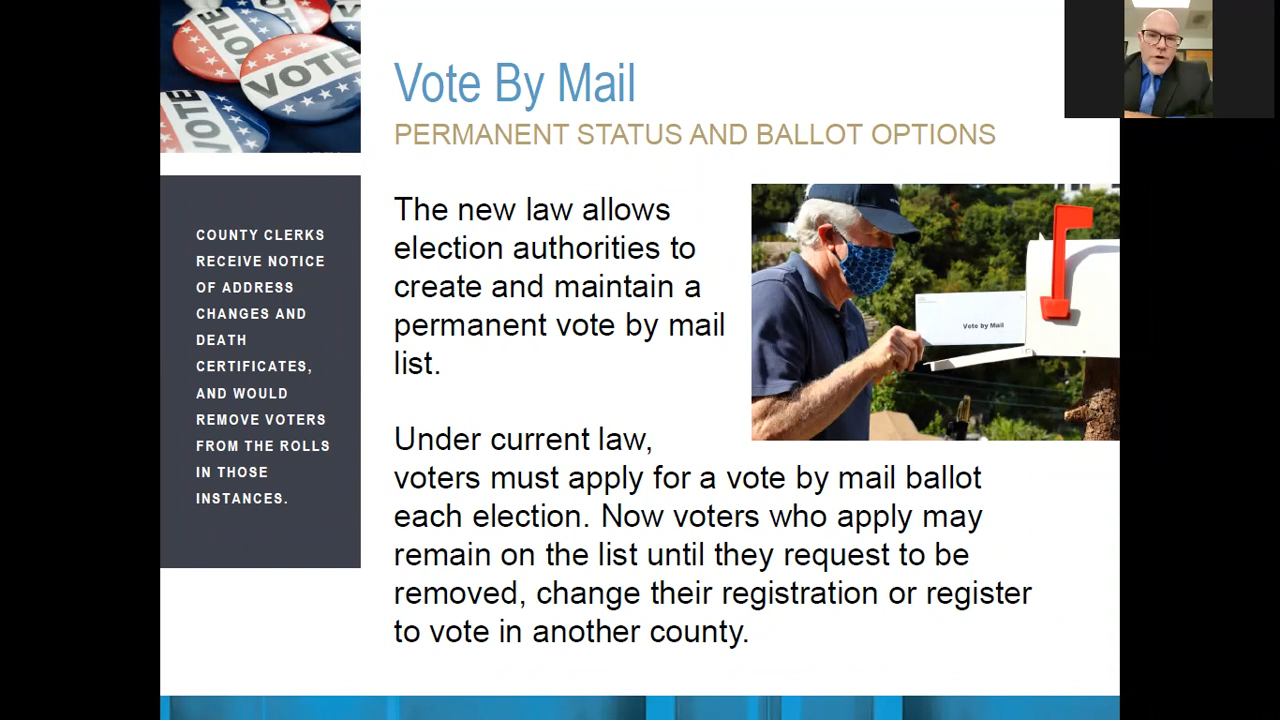 VOTE
VOTE
VOTE
Vote By Mail
PERMANENT STATUS AND BALLOT OPTIONS
COUNTY CLERKS
RECEIVE NOTICE
OF ADDRESS
CHANGES AND
DEATH
CERTIFICATES,
AND WOULD
REMOVE VOTERS
FROM THE ROLLS
IN THOSE
INSTANCES.
The new law allows
election authorities to
create and maintain a
permanent vote by mail
list.
Vote by Mail
Under current law,
voters must apply for a vote by mail ballot
each election. Now voters who apply may
remain on the list until they request to be
removed, change their registration or register
to vote in another county.